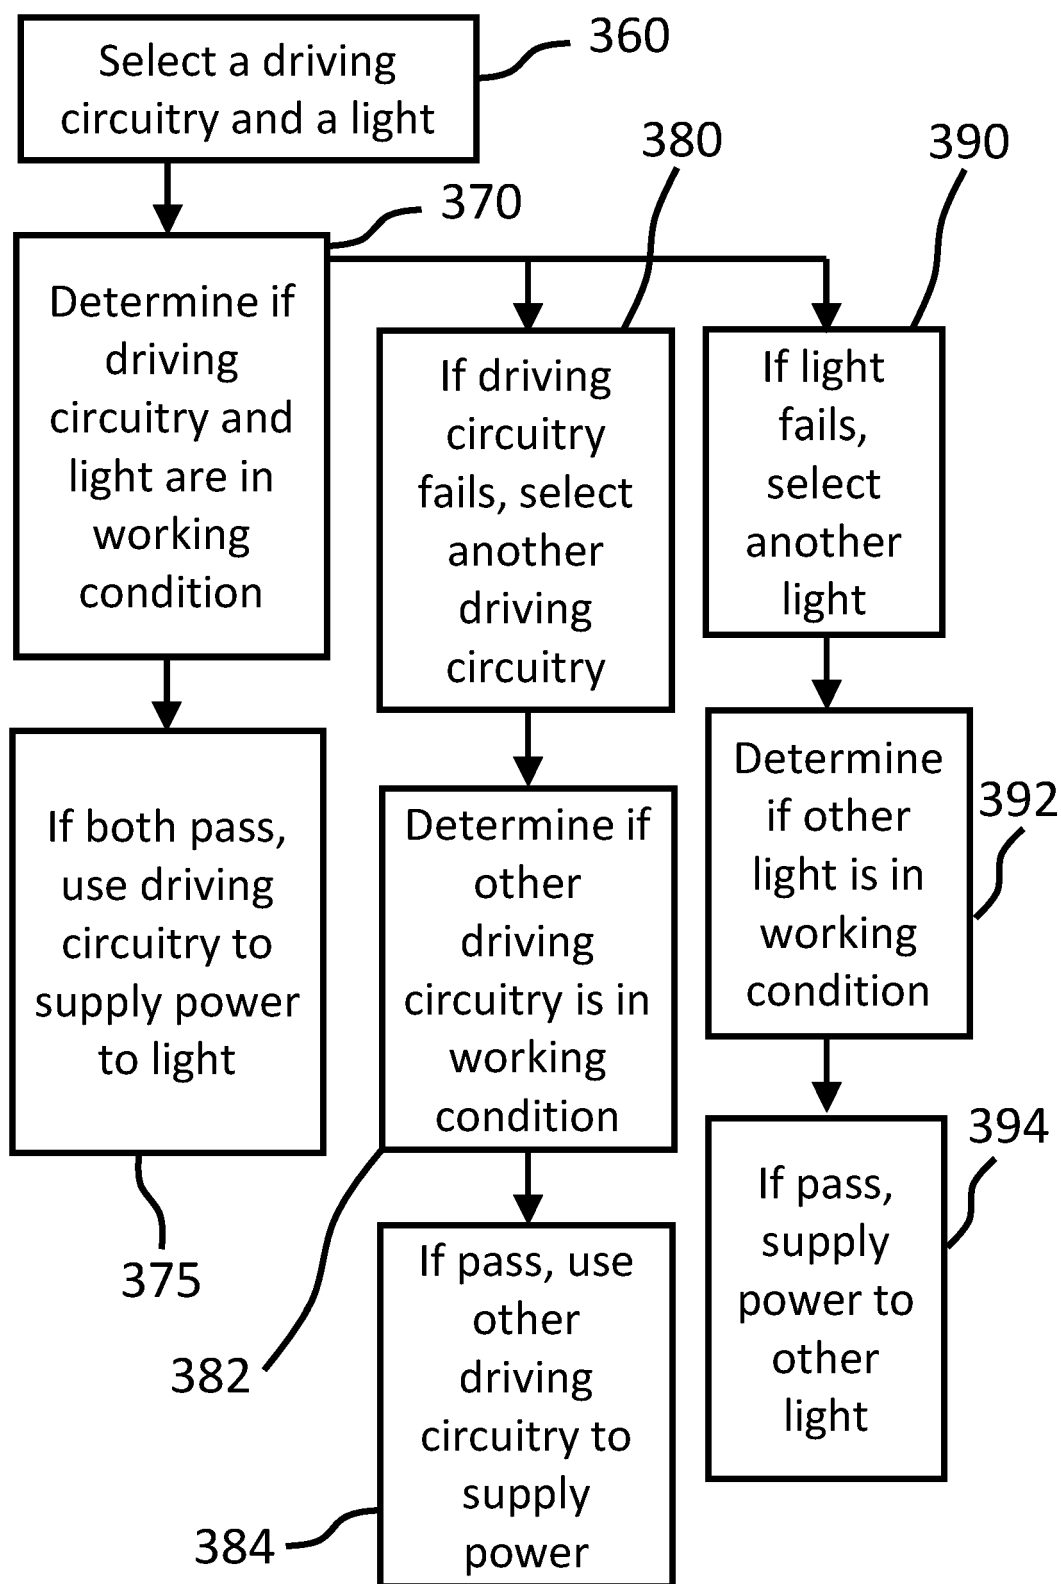 Select a driving
circuitry and a light
360
370
Determine if
driving
circuitry and
light are in
working
condition
If both pass,
use driving
circuitry to
supply power
to light
375
380
If driving
circuitry
fails, select
another
driving
circuitry
Determine if
other
driving
circuitry is in
working
condition
382
If pass, use
other
driving
circuitry to
supply
power
384
390
If light
fails,
select
another
light
Determine
if other
light is in
working
condition
392
If pass,
supply
power to
other
light
394